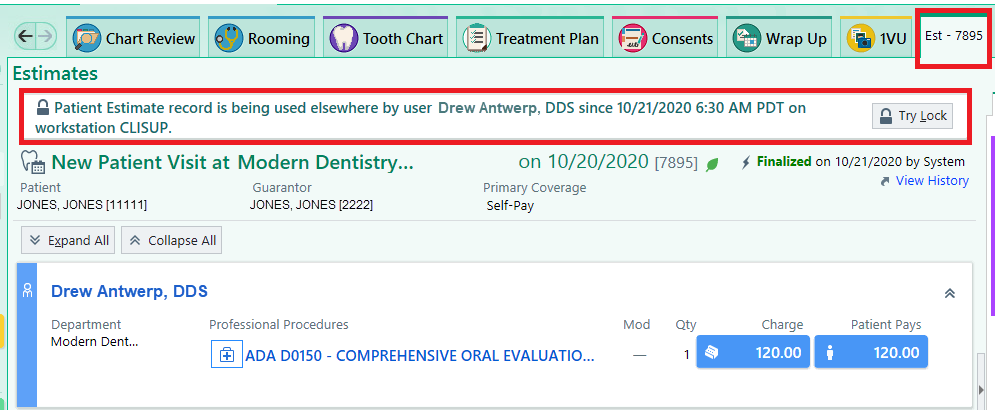 Chart Review
Rooming
Tooth Chart
Treatment Plan
Consents
Wrap Up
1VU
Est - 7895
Estimates
Patient Estimate record is being used elsewhere by user Drew Antwerp, DDS since 10/21/2020 6:30 AM PDT on
workstation CLISUP.
Try Lock
New Patient Visit at Modern Dentistry...
on 10/20/2020 [7895]
Finalized on 10/21/2020 by System
View History
Patient
Guarantor
Primary Coverage
JONES, JONES [11111]
JONES, JONES [2222]
Self-Pay
Expand All
Collapse All
Drew Antwerp, DDS
Department
Professional Procedures
Mod
Qty
Charge
Patient Pays
Modern Dent...
ADA D0150 - COMPREHENSIVE ORAL EVALUATIO...
—
1
120.00
120.00